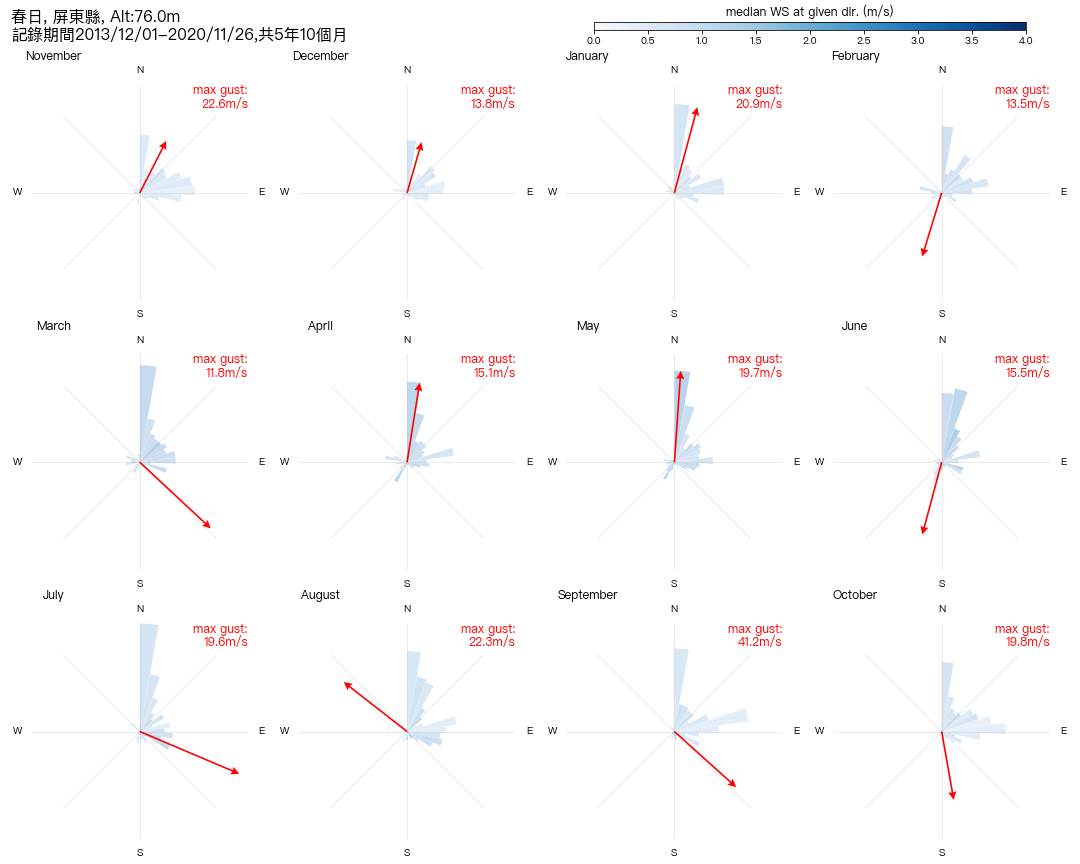 春日, 屏東縣, Alt:76.0m
記錄期間2013/12/01–2020/11/26,共5年10個月
median WS at given dir. (m/s)
0.0 0.5 1.0 1.5 2.0 2.5 3.0 3.5 4.0
November
N
max gust:
22.6m/s
W E
S
December
N
max gust:
13.8m/s
W E
January
N
max gust:
20.9m/s
W E
S
February
N
max gust:
13.5m/s
W E
S
March
N
max gust:
11.8m/s
W E
S
April
N
max gust:
15.1m/s
W E
S
May
N
max gust:
19.7m/s
W E
S
June
N
max gust:
15.5m/s
W E
S
July
N
max gust:
19.6m/s
W E
S
August
N
max gust:
22.3m/s
W E
S
September
N
max gust:
41.2m/s
W E
S
October
N
max gust:
19.8m/s
W E
S